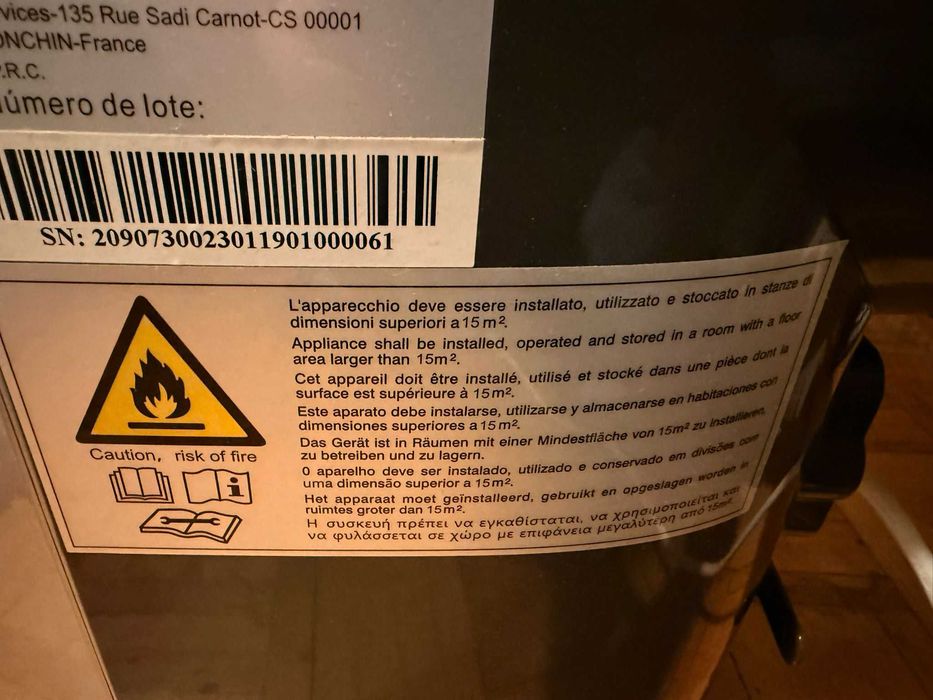 vices-135 Rue Sadi Carnot-CS 00001
ONCHIN-France
P.R.C.
úmero de lote:
SN: 2090730023011901000061
L'apparecchio deve essere installato, utilizzato e stoccato in stanze di
dimensioni superiori a 15 m².
Appliance shall be installed, operated and stored in a room with a floor
area larger than 15m².
Cet appareil doit être installé, utilisé et stocké dans une pièce dont la
surface est supérieure à 15 m².
Este aparato debe instalarse, utilizarse y almacenarse en habitaciones con
dimensiones superiores a 15 m².
Das Gerät ist in Räumen mit einer Mindestfläche von 15m² zu installieren,
zu betreiben und zu lagern.
O aparelho deve ser instalado, utilizado e conservado em divisões com
uma dimensão superior a 15m².
Het apparaat moet geïnstalleerd, gebruikt en opgeslagen worden in
ruimtes groter dan 15m².
Η συσκευή πρέπει να εγκαθίσταται, να χρησιμοποιείται και
να φυλάσσεται σε χώρο με επιφάνεια μεγαλύτερη από 15m².
Caution, risk of fire